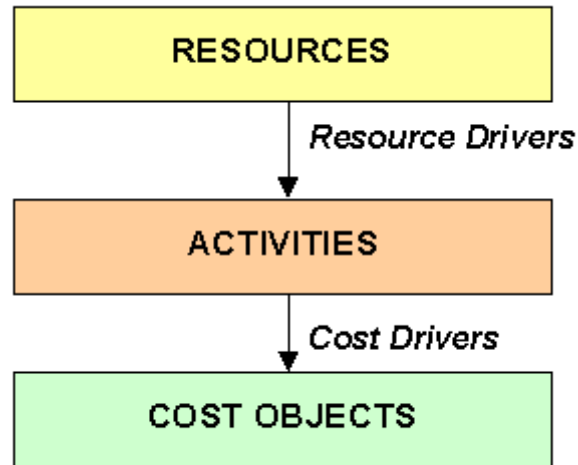 RESOURCES
Resource Drivers
ACTIVITIES
Cost Drivers
COST OBJECTS